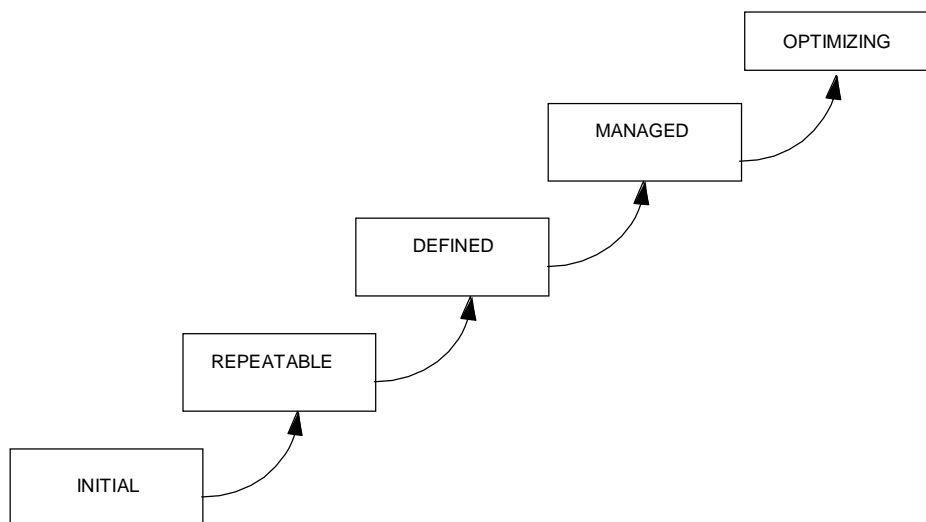 OPTIMIZING
MANAGED
DEFINED
REPEATABLE
INITIAL